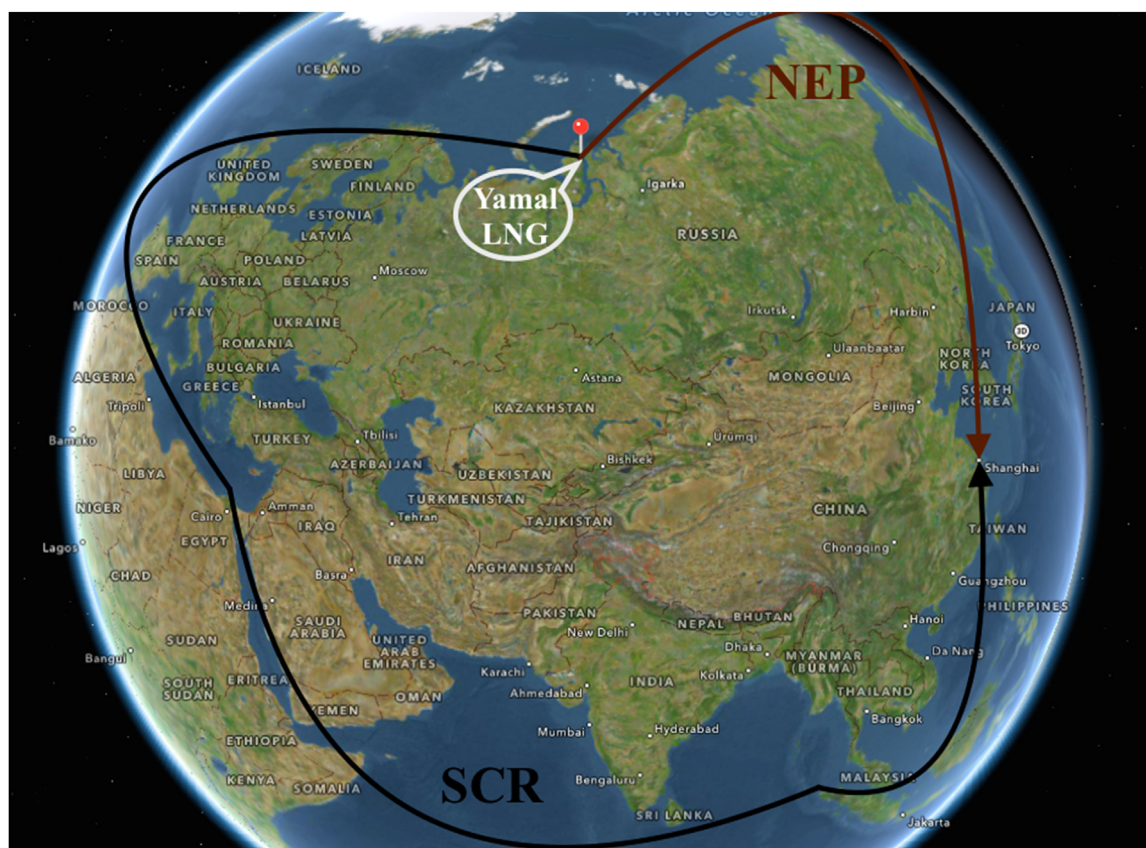 Arctic Ocean
NEP
ICELAND
Yamal
LNG
Igarka
UNITED
KINGDOM
SWEDEN
FINLAND
NETHERLANDS
ESTONIA
LATVIA
RUSSIA
FRANCE
SPAIN
POLAND
AUSTRIA
BELARUS
Moscow
MOROCCO
ITALY
UKRAINE
Irkutsk
Harbin
JAPAN
3D
Tokyo
ROMANIA
BULGARIA
Ulaanbaatar
NORTH
KOREA
ALGERIA
GREECE
Astana
MONGOLIA
SOUTH
KOREA
Tripoli
Istanbul
KAZAKHSTAN
Beijing
Bamako
TURKEY
Tbilisi
Ürümqi
AZERBAIJAN
Bishkek
Shanghai
LIBYA
UZBEKISTAN
TURKMENISTAN
NIGER
Cairo
Amman
IRAQ
Tehran
TAJIKISTAN
CHINA
TAIWAN
Lagos
EGYPT
IRAN
AFGHANISTAN
Chongqing
CHAD
Basra
Guangzhou
Medina
SAUDI
ARABIA
PAKISTAN
New Delhi
NEPAL
BHUTAN
Hanoi
PHILIPPINES
SUDAN
UNITED
ARAB
EMIRATES
Dhaka
MYANMAR
(BURMA)
Da Nang
Bangui
Karachi
Kolkata
SOUTH
SUDAN
ERITREA
OMAN
Ahmedabad
INDIA
THAILAND
YEMEN
Mumbai
Hyderabad
Bangkok
ETHIOPIA
KENYA
SOMALIA
SCR
Bengaluru
MALAYSIA
SRI LANKA
Jakarta